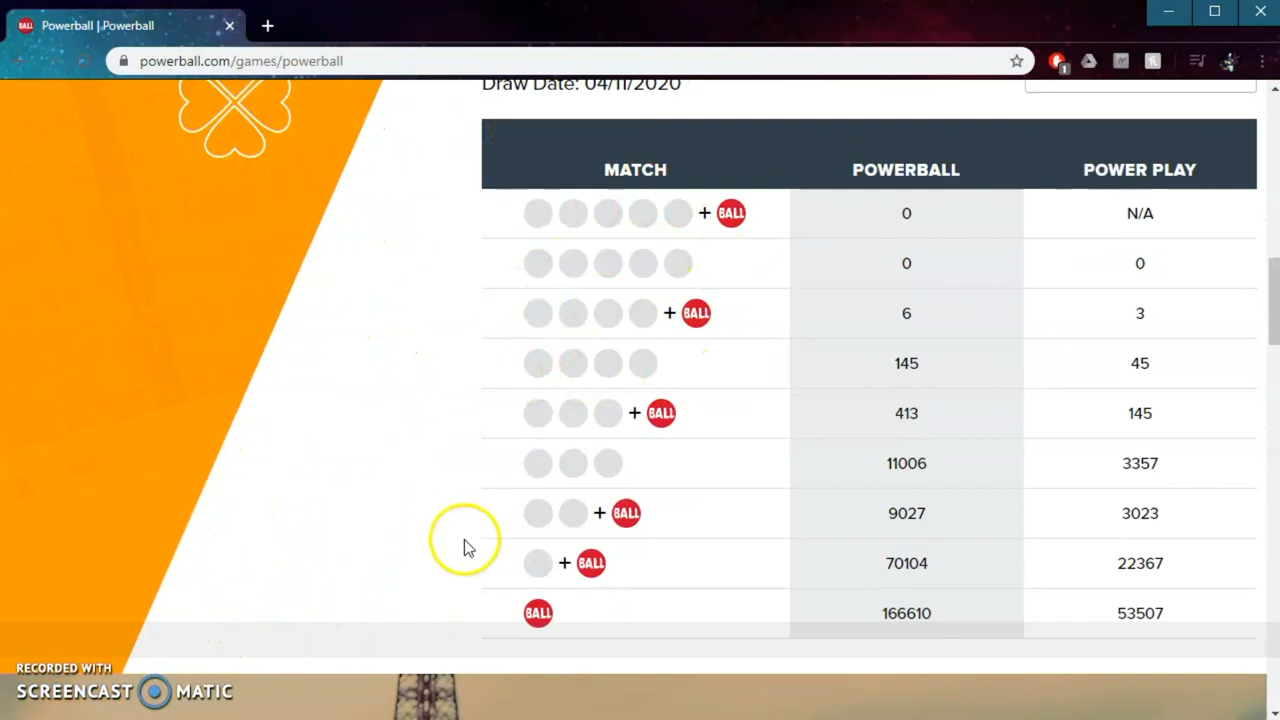 BALL Powerball | Powerball
powerball.com/games/powerball
1
Draw Date: 04/11/2020
MATCH POWERBALL POWER PLAY
+ BALL 0 N/A
0 0
+ BALL 6 3
145 45
+ BALL 413 145
11006 3357
+ BALL 9027 3023
+ BALL 70104 22367
BALL 166610 53507
RECORDED WITH
SCREENCAST MATIC